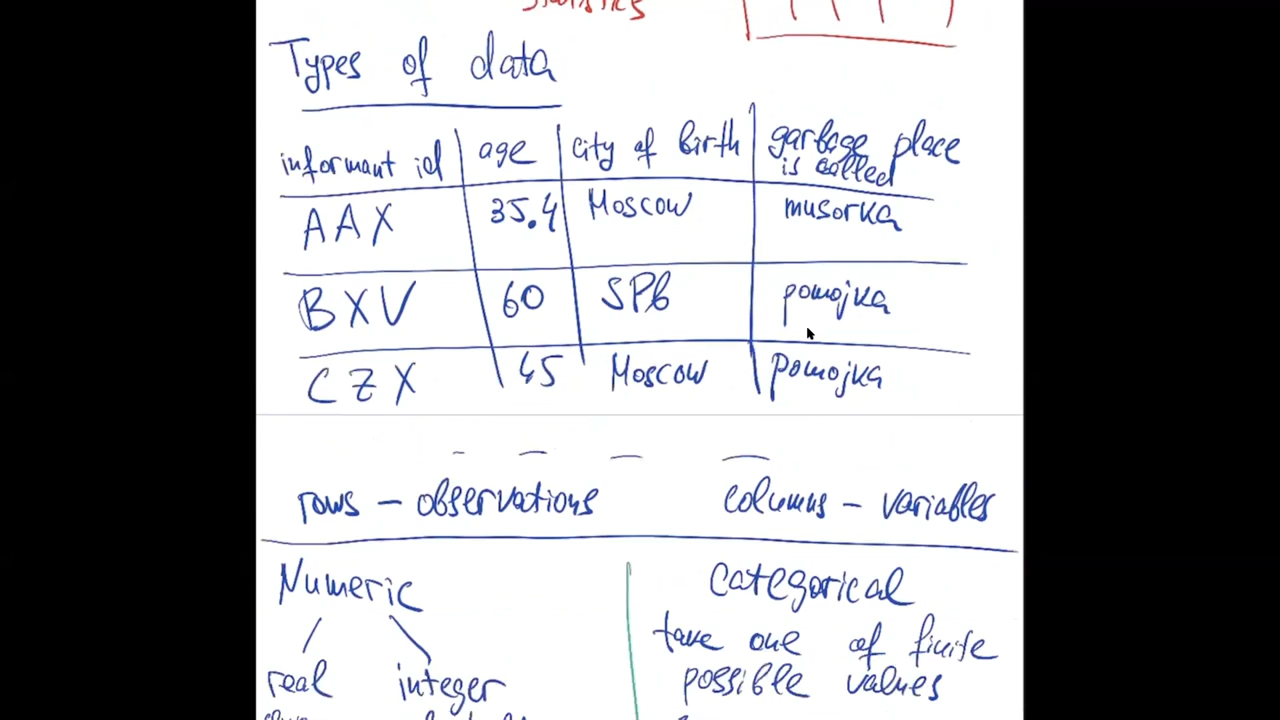 statistics
Types of data
informant id age city of birth garbage place is called
AAX 35.4 Moscow musorka
BXV 60 SPb pomojka
CZX 45 Moscow pomojka
rows – observations columns – variables
Numeric Categorical
take one of finite
real integer possible values